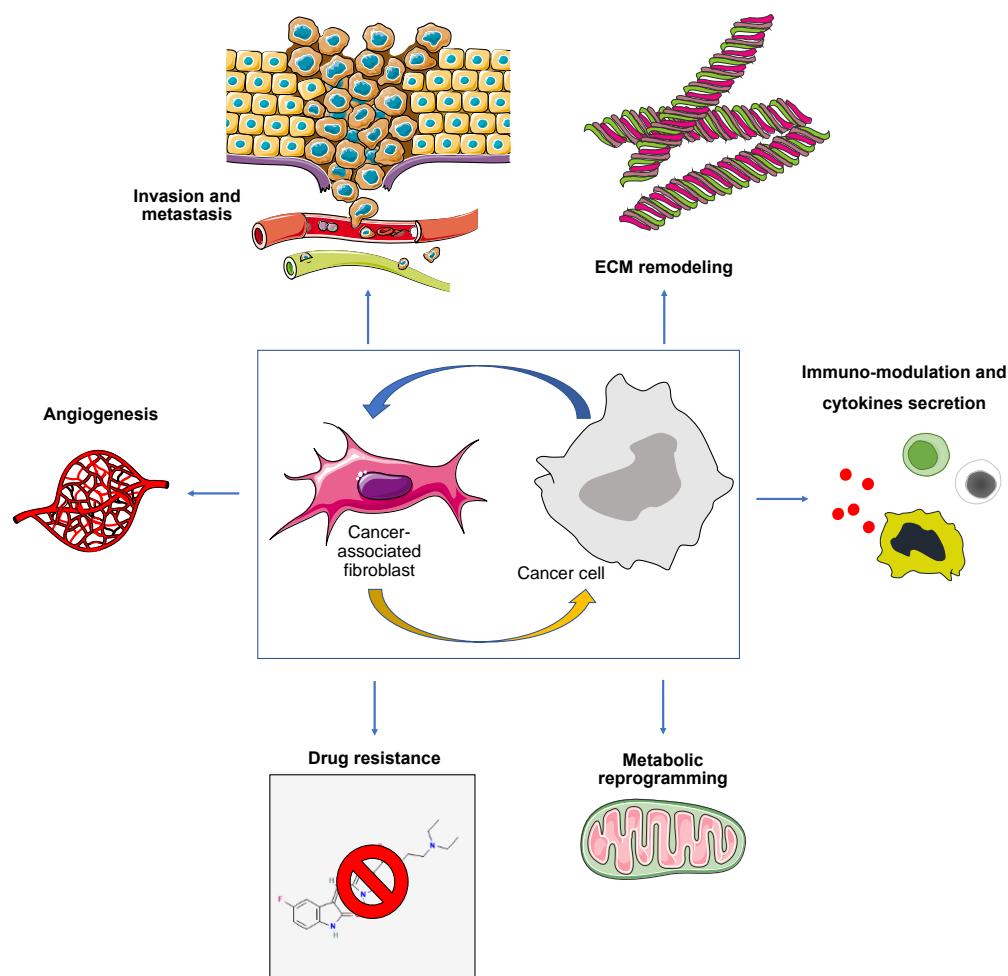 Invasion and
metastasis
ECM remodeling
Immuno-modulation and
cytokines secretion
Angiogenesis
Cancer-
associated
fibroblast
Cancer cell
Drug resistance
Metabolic
reprogramming
N
H
F
N
N
H